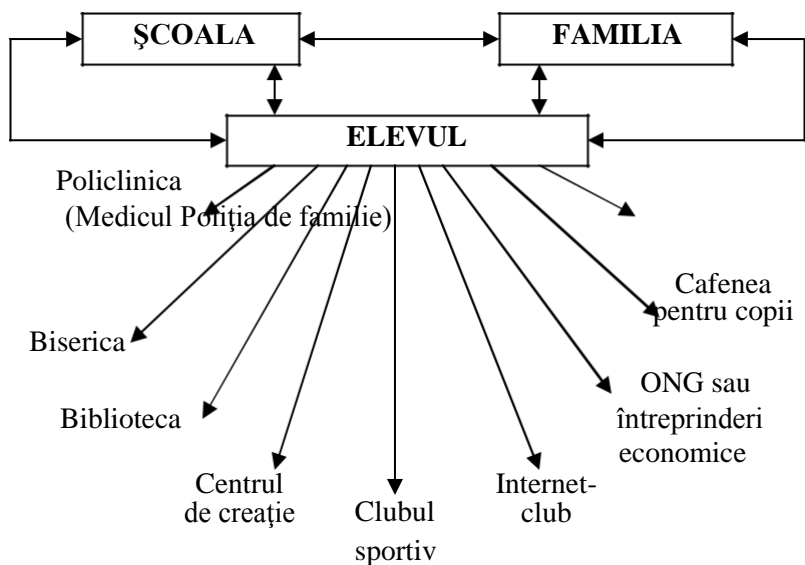 ŞCOALA
FAMILIA
ELEVUL
Policlinica
(Medicul Poliţia de familie)
Cafenea
pentru copii
Biserica
ONG sau
întreprinderi
economice
Biblioteca
Centrul
de creaţie
Clubul
sportiv
Internet-
club